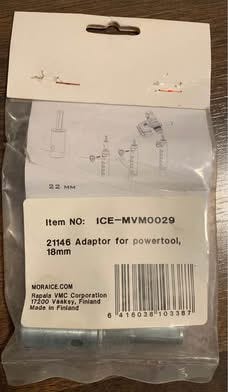 22 MM
Item NO: ICE-MVM0029
21146 Adaptor for powertool,
18mm
MORAICE.COM
Rapala VMC Corporation
17200 Vääksy, Finland
Made in Finland
6 416038 103387